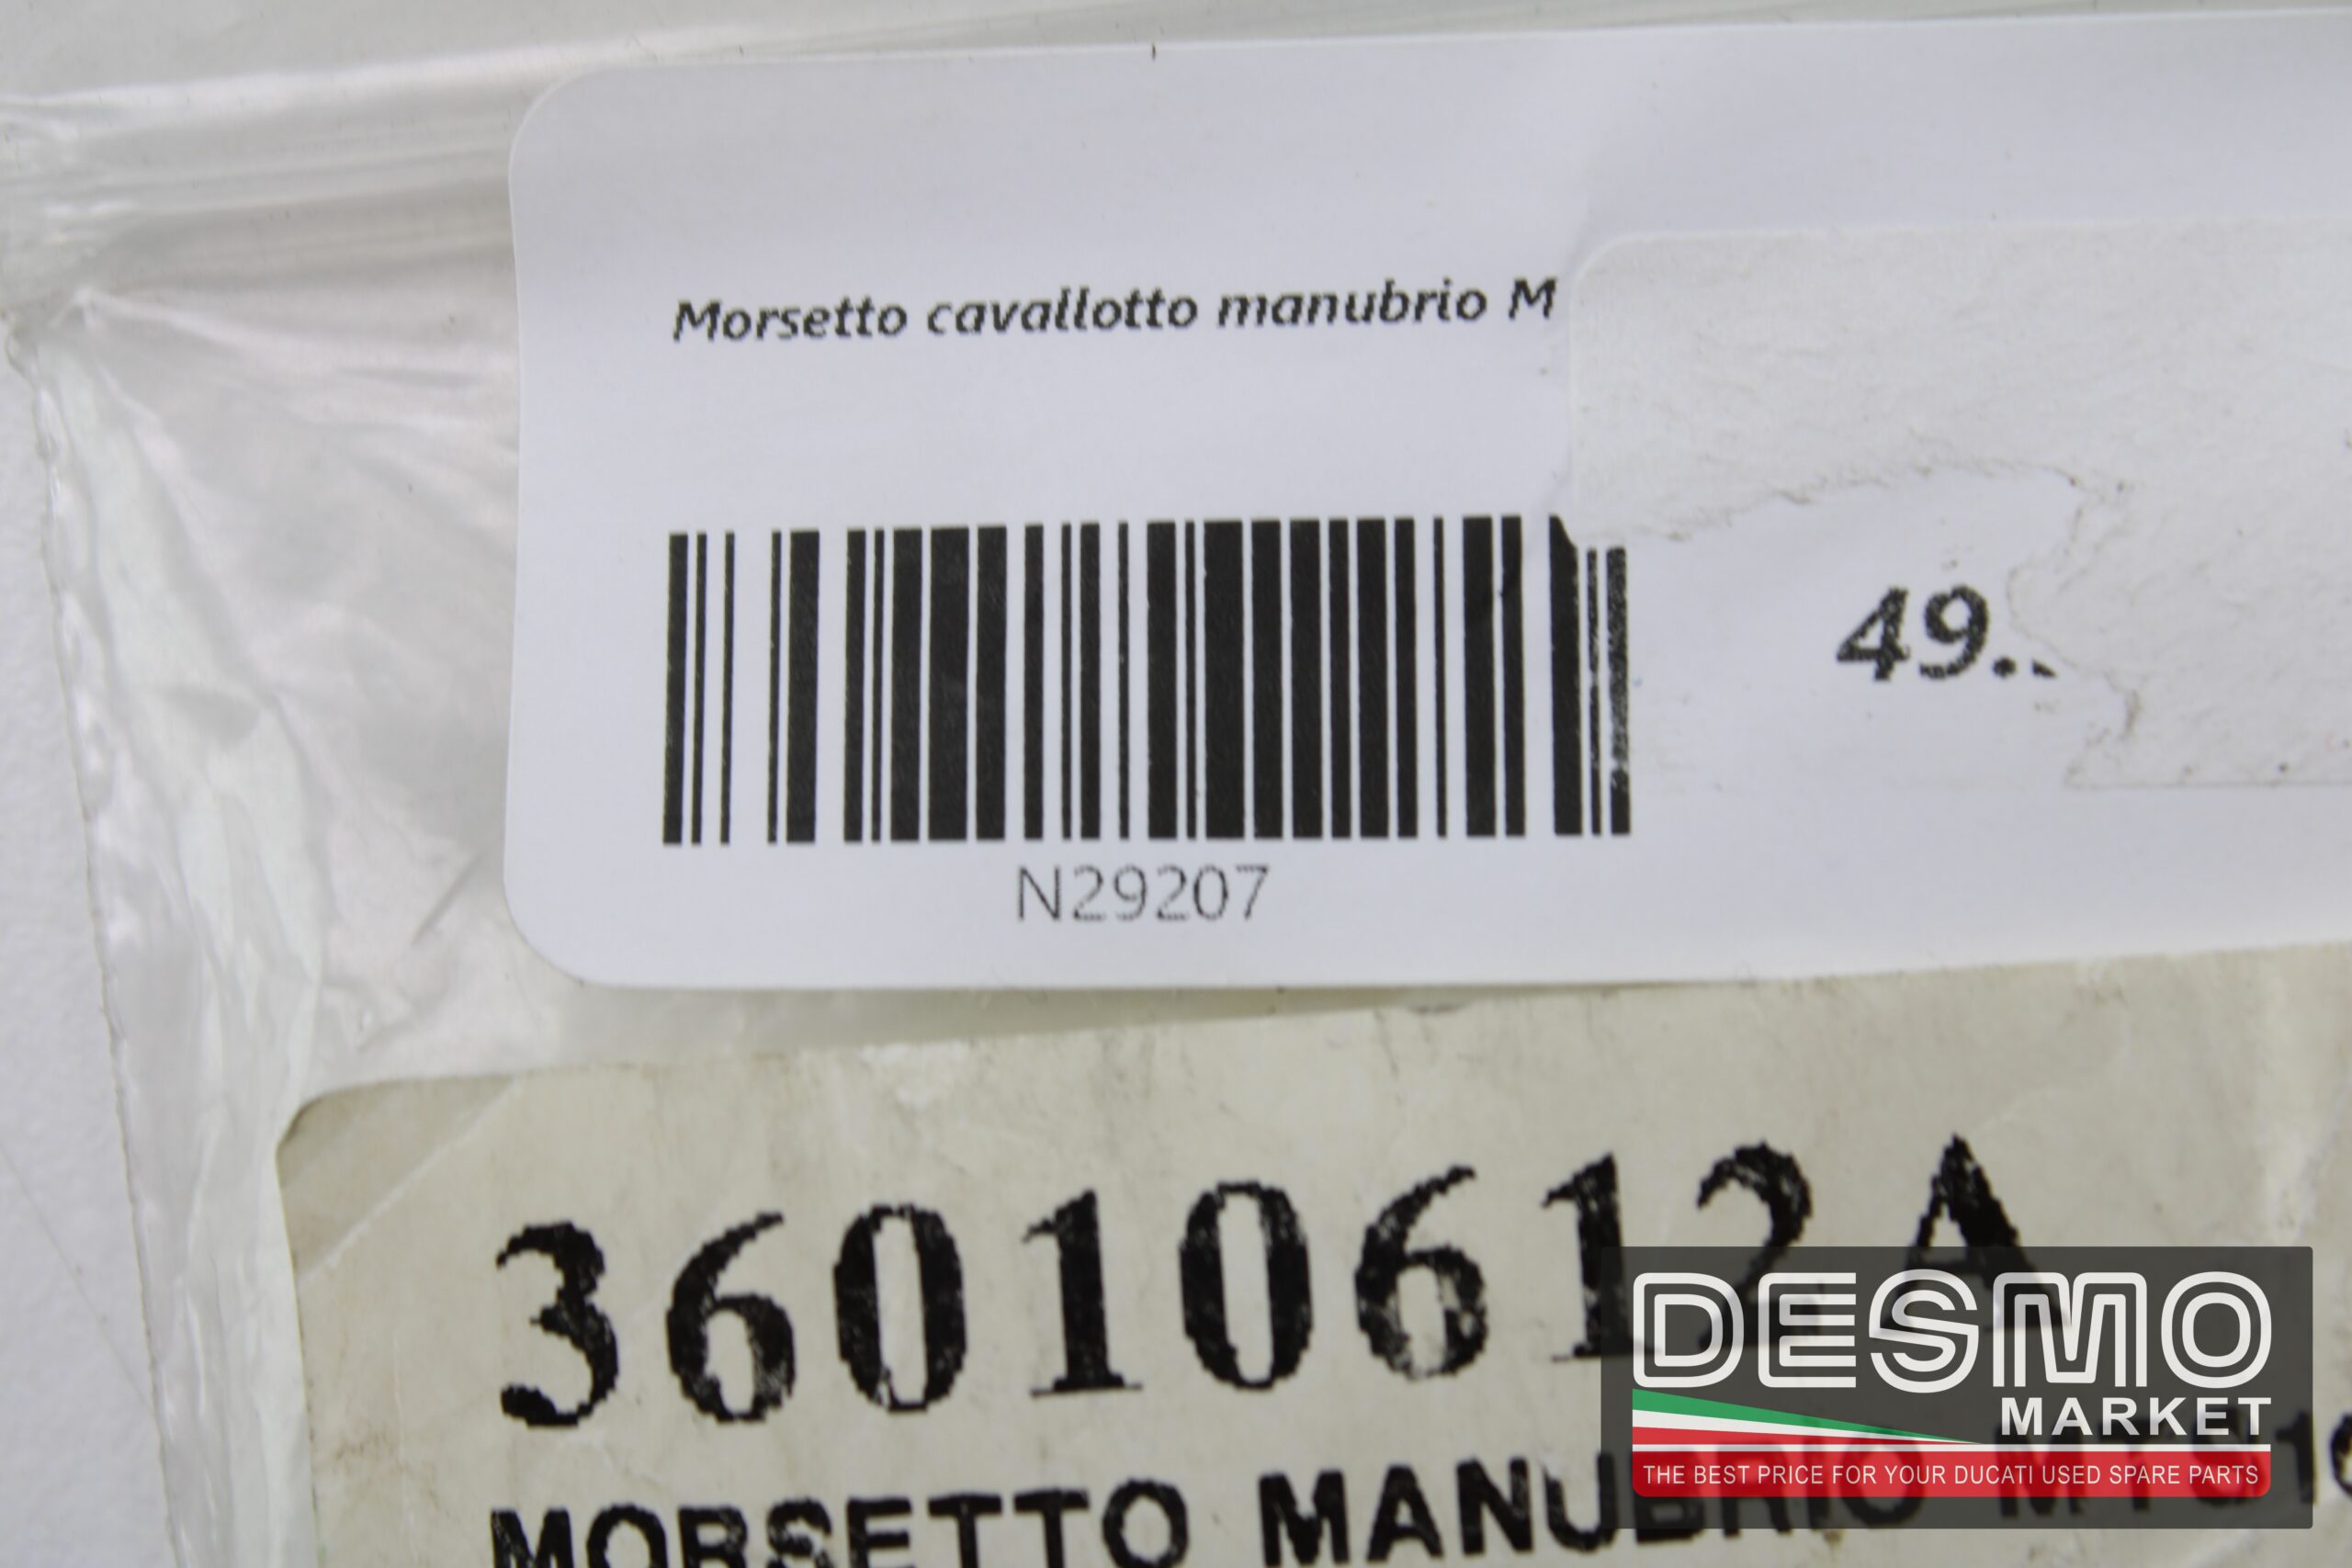 Morsetto cavallotto manubrio M
49.
N29207
36010612A
MORSETTO MANUBRIO MTS1
DESMO
MARKET
THE BEST PRICE FOR YOUR DUCATI USED SPARE PARTS